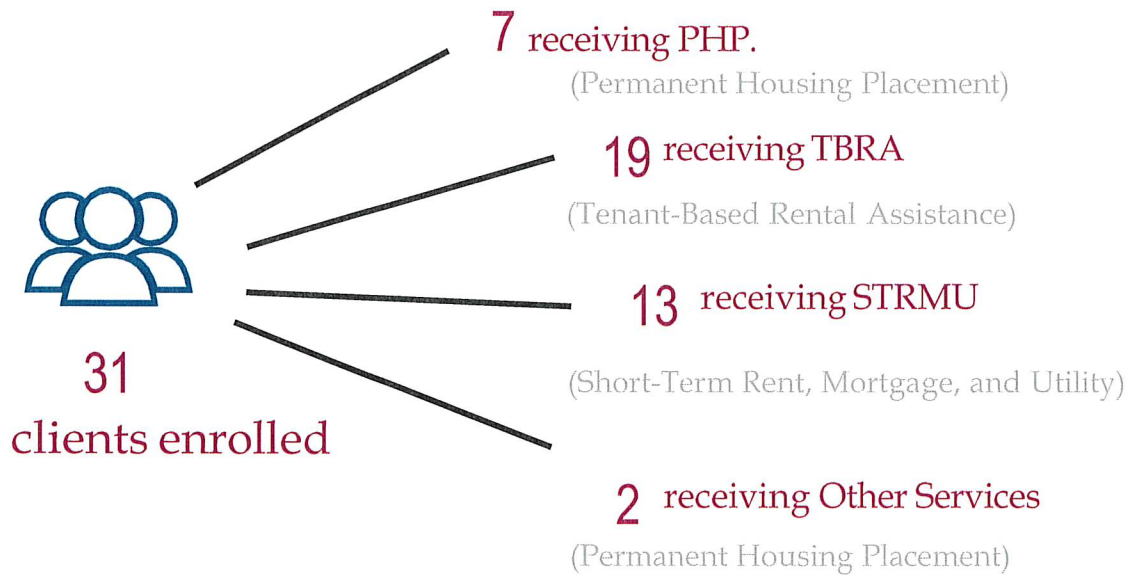 7 receiving PHP.
(Permanent Housing Placement)
19 receiving TBRA
(Tenant-Based Rental Assistance)
31
clients enrolled
13 receiving STRMU
(Short-Term Rent, Mortgage, and Utility)
2 receiving Other Services
(Permanent Housing Placement)